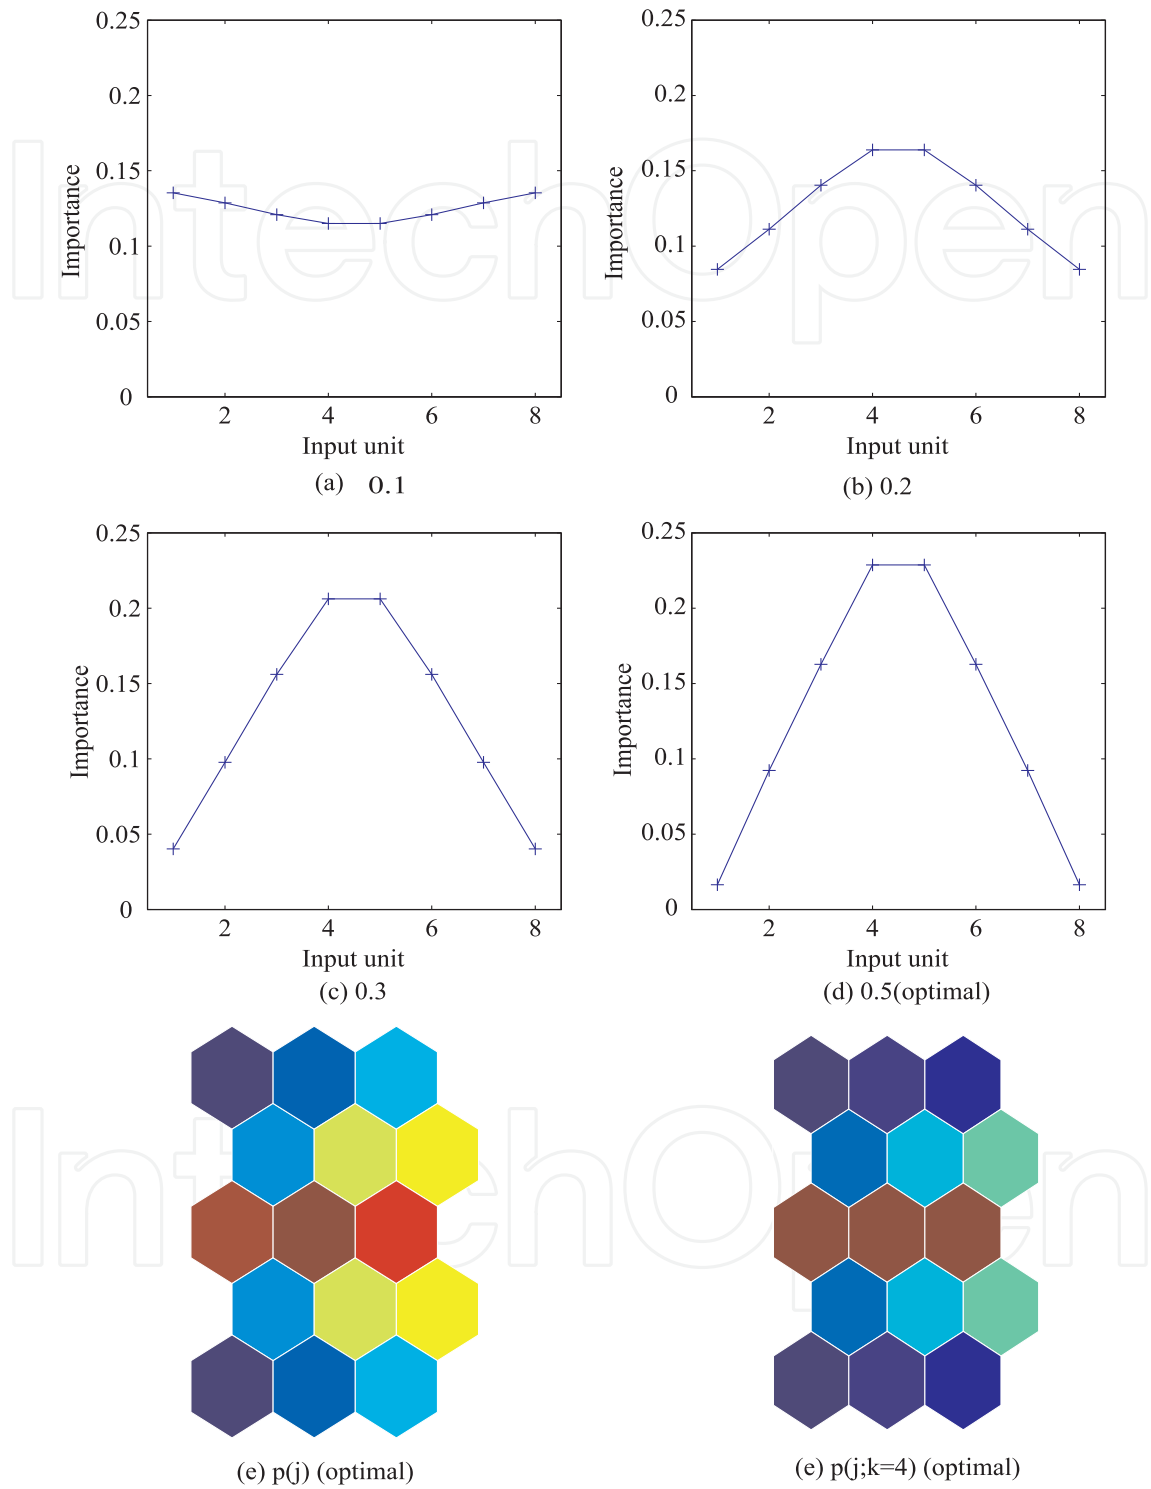 0.25
0.2
0.15
0.1
0.05
0
Importance
2 4 6 8
Input unit
(a) 0.1
0.25
0.2
0.15
0.1
0.05
0
Importance
2 4 6 8
Input unit
(b) 0.2
0.25
0.2
0.15
0.1
0.05
0
Importance
2 4 6 8
Input unit
(c) 0.3
0.25
0.2
0.15
0.1
0.05
0
Importance
2 4 6 8
Input unit
(d) 0.5(optimal)
(e) p(j) (optimal)
(e) p(j;k=4) (optimal)
IntechOpen
IntechOpen